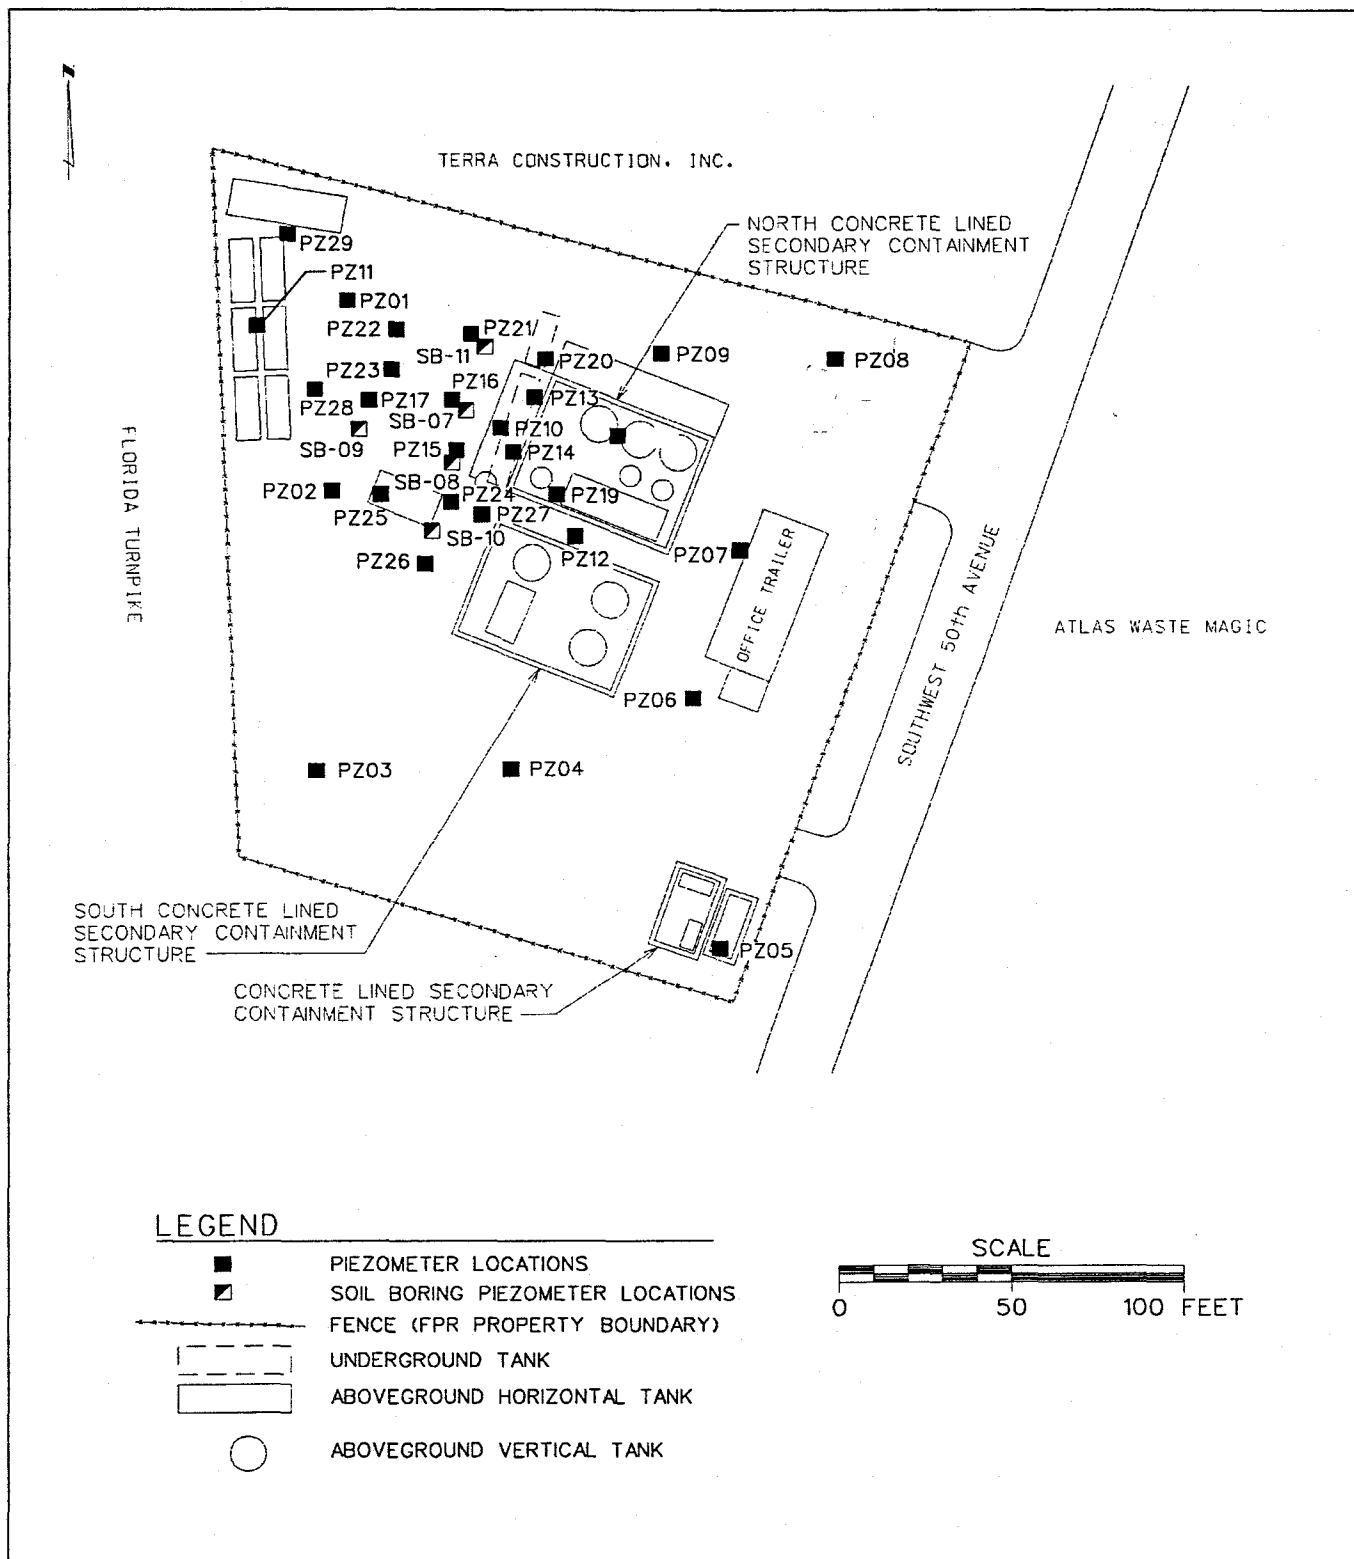 TERRA CONSTRUCTION, INC.
NORTH CONCRETE LINED
SECONDARY CONTAINMENT
STRUCTURE
PZ29
PZ11
PZ01
PZ22
PZ21
SB-11
PZ20
PZ09
PZ08
PZ23
PZ28
PZ17
PZ16
SB-07
PZ13
SB-09
PZ10
PZ15
PZ14
PZ02
PZ25
SB-08
PZ24
PZ19
PZ27
SB-10
PZ12
PZ07
PZ26
FLORIDA TURNPIKE
OFFICE TRAILER
SOUTHWEST 50th AVENUE
ATLAS WASTE MAGIC
PZ06
PZ03
PZ04
PZ05
SOUTH CONCRETE LINED
SECONDARY CONTAINMENT
STRUCTURE
CONCRETE LINED SECONDARY
CONTAINMENT STRUCTURE
LEGEND
PIEZOMETER LOCATIONS
SOIL BORING PIEZOMETER LOCATIONS
FENCE (FPR PROPERTY BOUNDARY)
UNDERGROUND TANK
ABOVEGROUND HORIZONTAL TANK
ABOVEGROUND VERTICAL TANK
SCALE
0 50 100 FEET